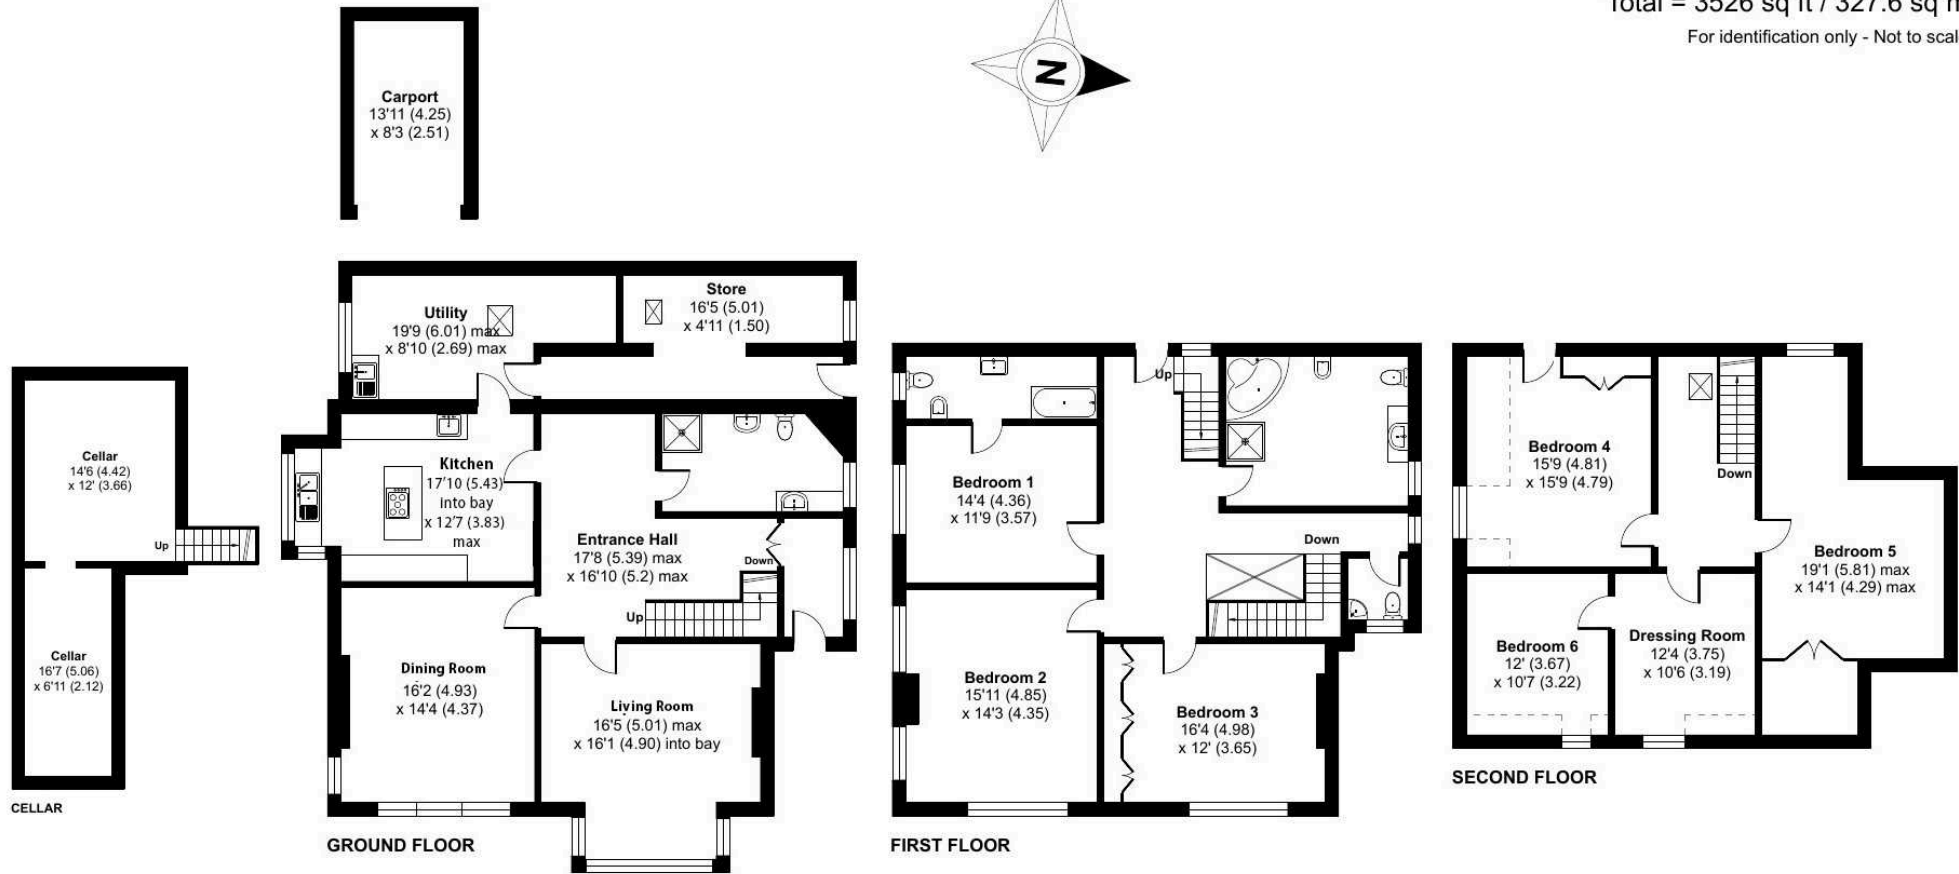 Total = 3526 sq ft / 327.6 sq m
For identification only - Not to scal
N
Carport
13'11 (4.25)
x 8'3 (2.51)
Utility
19'9 (6.01) max
x 8'10 (2.69) max
Store
16'5 (5.01)
x 4'11 (1.50)
Cellar
14'6 (4.42)
x 12' (3.66)
Up
Cellar
16'7 (5.06)
x 6'11 (2.12)
CELLAR
Kitchen
17'10 (5.43)
into bay
x 12'7 (3.83)
max
Entrance Hall
17'8 (5.39) max
x 16'10 (5.2) max
Down
Up
Dining Room
16'2 (4.93)
x 14'4 (4.37)
Living Room
16'5 (5.01) max
x 16'1 (4.90) into bay
GROUND FLOOR
Up
Bedroom 1
14'4 (4.36)
x 11'9 (3.57)
Down
Bedroom 2
15'11 (4.85)
x 14'3 (4.35)
Bedroom 3
16'4 (4.98)
x 12' (3.65)
FIRST FLOOR
Bedroom 4
15'9 (4.81)
x 15'9 (4.79)
Down
Bedroom 5
19'1 (5.81) max
x 14'1 (4.29) max
Bedroom 6
12' (3.67)
x 10'7 (3.22)
Dressing Room
12'4 (3.75)
x 10'6 (3.19)
SECOND FLOOR